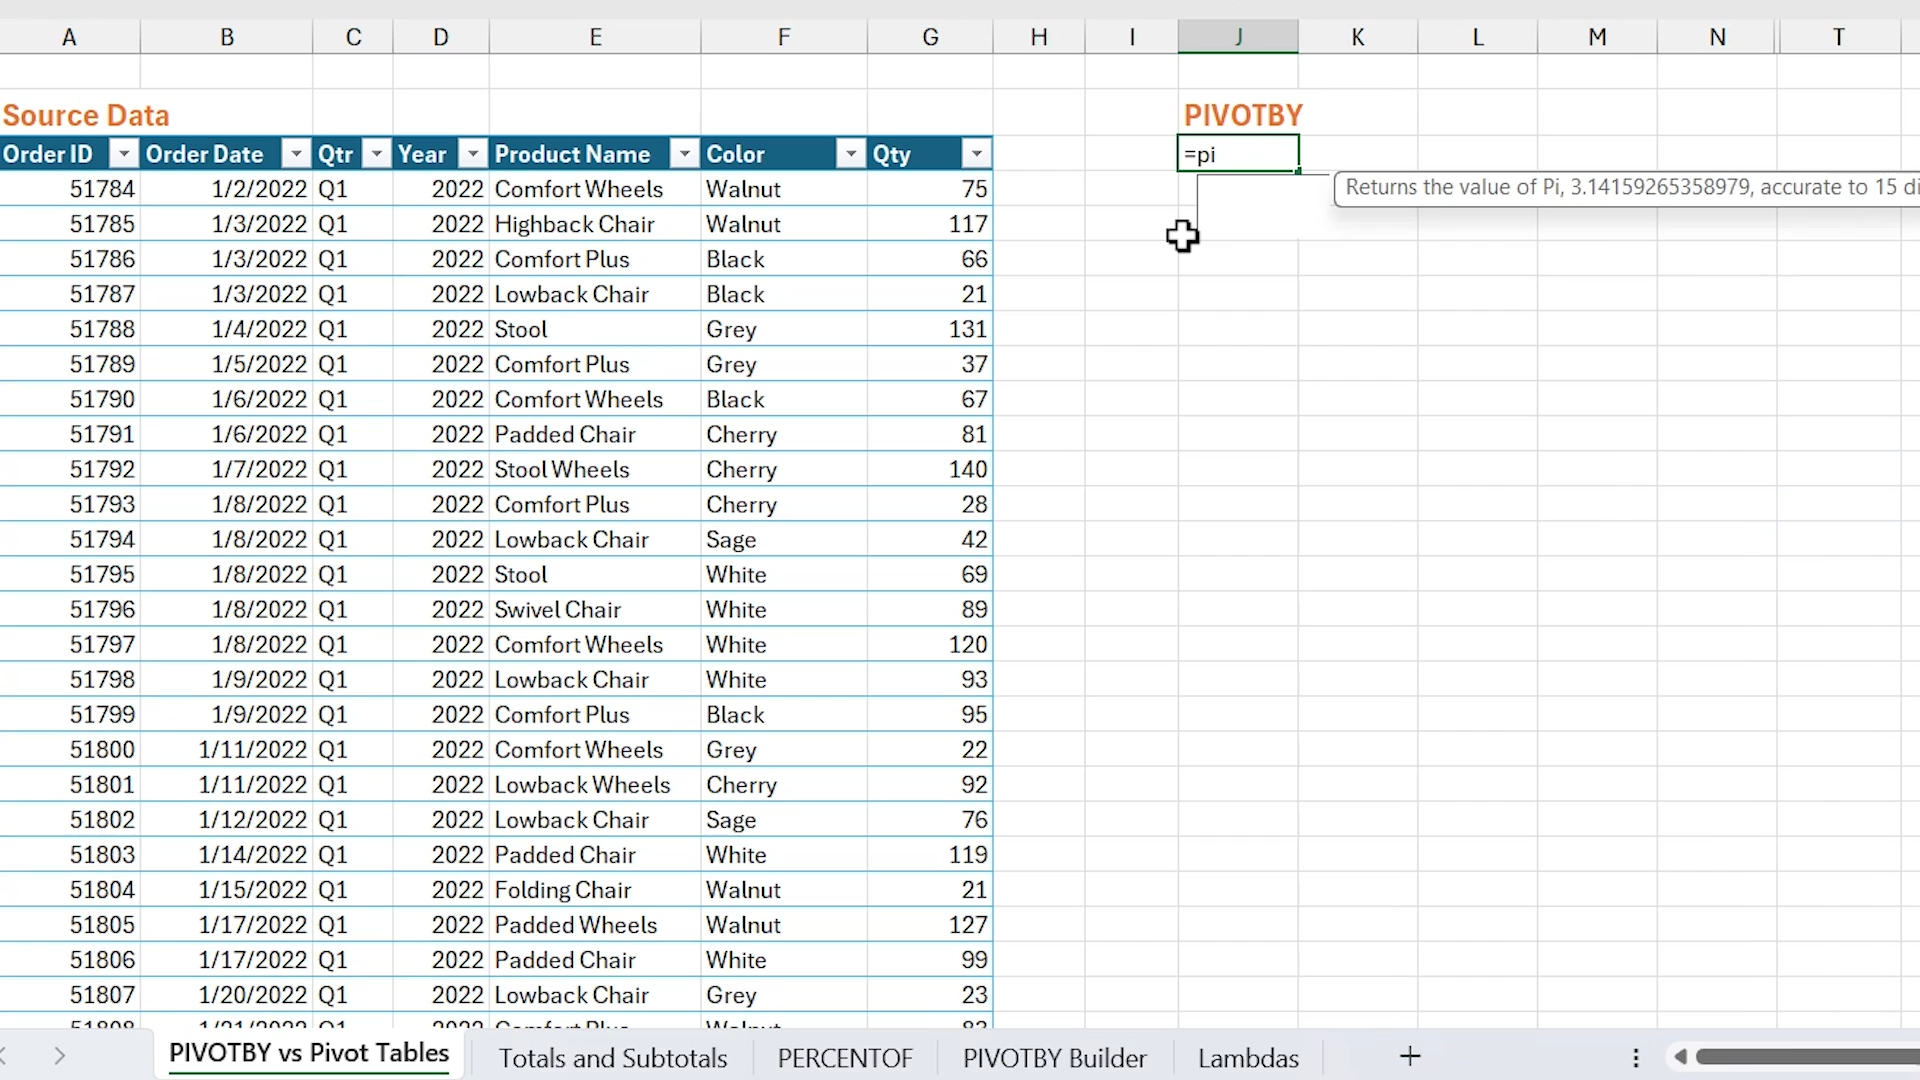 A B C D E F G H I J K L M N T
Source Data PIVOTBY
Order ID Order Date Qtr Year Product Name Color Qty =pi
Returns the value of Pi, 3.14159265358979, accurate to 15 di
51784 1/2/2022 Q1 2022 Comfort Wheels Walnut 75
51785 1/3/2022 Q1 2022 Highback Chair Walnut 117
51786 1/3/2022 Q1 2022 Comfort Plus Black 66
51787 1/3/2022 Q1 2022 Lowback Chair Black 21
51788 1/4/2022 Q1 2022 Stool Grey 131
51789 1/5/2022 Q1 2022 Comfort Plus Grey 37
51790 1/6/2022 Q1 2022 Comfort Wheels Black 67
51791 1/6/2022 Q1 2022 Padded Chair Cherry 81
51792 1/7/2022 Q1 2022 Stool Wheels Cherry 140
51793 1/8/2022 Q1 2022 Comfort Plus Cherry 28
51794 1/8/2022 Q1 2022 Lowback Chair Sage 42
51795 1/8/2022 Q1 2022 Stool White 69
51796 1/8/2022 Q1 2022 Swivel Chair White 89
51797 1/8/2022 Q1 2022 Comfort Wheels White 120
51798 1/9/2022 Q1 2022 Lowback Chair White 93
51799 1/9/2022 Q1 2022 Comfort Plus Black 95
51800 1/11/2022 Q1 2022 Comfort Wheels Grey 22
51801 1/11/2022 Q1 2022 Lowback Wheels Cherry 92
51802 1/12/2022 Q1 2022 Lowback Chair Sage 76
51803 1/14/2022 Q1 2022 Padded Chair White 119
51804 1/15/2022 Q1 2022 Folding Chair Walnut 21
51805 1/17/2022 Q1 2022 Padded Wheels Walnut 127
51806 1/17/2022 Q1 2022 Padded Chair White 99
51807 1/20/2022 Q1 2022 Lowback Chair Grey 23
PIVOTBY vs Pivot Tables Totals and Subtotals PERCENTOF PIVOTBY Builder Lambdas